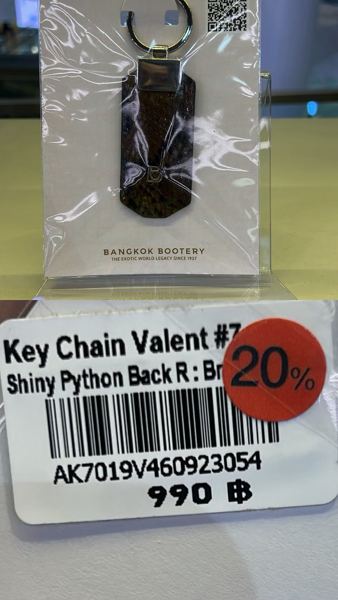 BANGKOK BOOTERY
THE EXOTIC WORLD LEGACY SINCE 1937
Key Chain Valent #7
Shiny Python Back R : Br
20%
AK7019V460923054
990 ฿